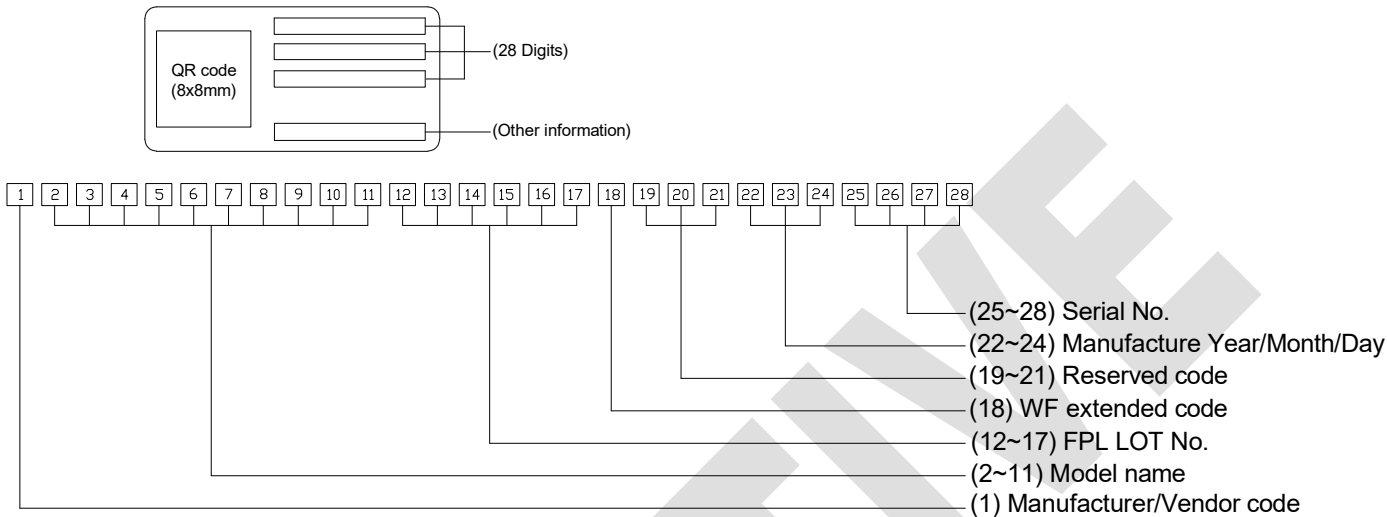 QR code
(8x8mm)
(28 Digits)
(Other information)
1 2 3 4 5 6 7 8 9 10 11 12 13 14 15 16 17 18 19 20 21 22 23 24 25 26 27 28
(25~28) Serial No.
(22~24) Manufacture Year/Month/Day
(19~21) Reserved code
(18) WF extended code
(12~17) FPL LOT No.
(2~11) Model name
(1) Manufacturer/Vendor code